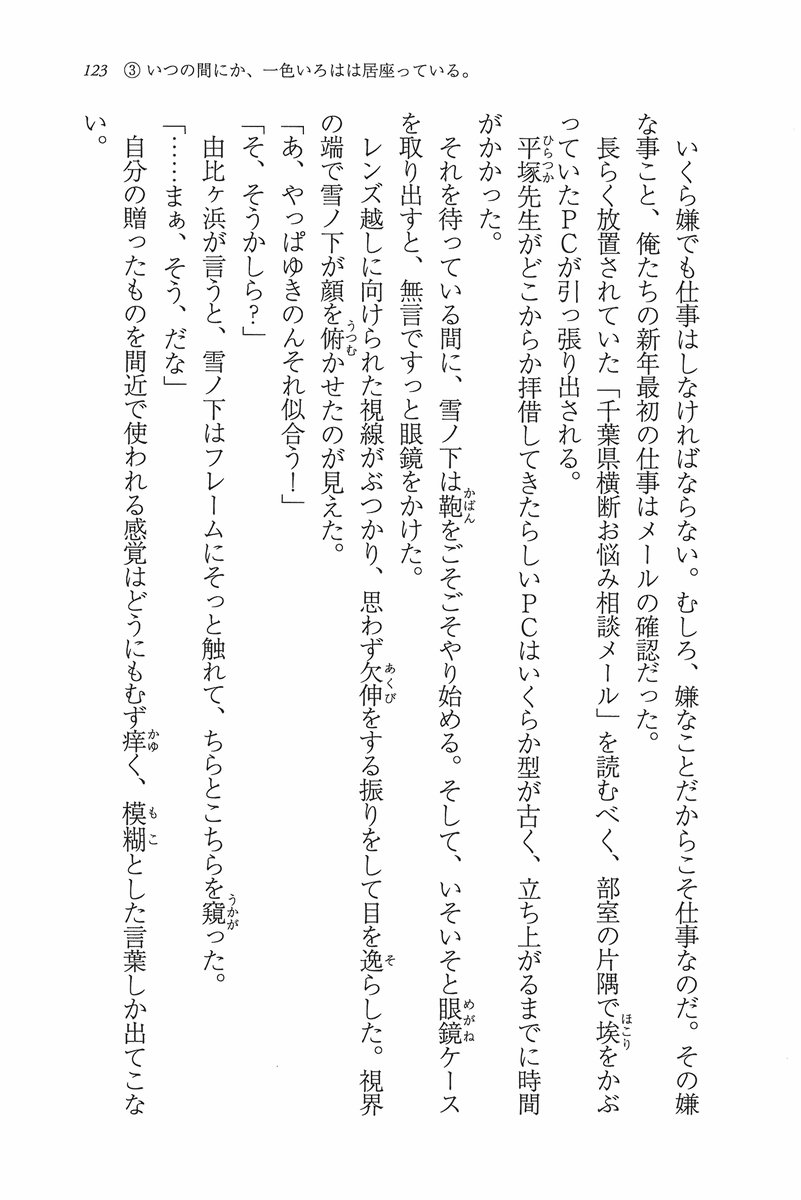 123　③ いつの間にか、一色いろはは居座っている。
　いくら嫌でも仕事はしなければならない。むしろ、嫌なことだからこそ仕事なのだ。その嫌
な事こと、俺たちの新年最初の仕事はメールの確認だった。
　長らく放置されていた「千葉県横断お悩み相談メール」を読むべく、部室の片隅で埃をかぶ
っていたＰＣが引っ張り出される。
　平塚先生がどこからか拝借してきたらしいＰＣはいくらか型が古く、立ち上がるまでに時間
がかかった。
　それを待っている間に、雪ノ下は鞄をごそごそやり始める。そして、いそいそと眼鏡ケース
を取り出すと、無言ですっと眼鏡をかけた。
　レンズ越しに向けられた視線がぶつかり、思わず欠伸をする振りをして目を逸らした。視界
の端で雪ノ下が顔を俯かせたのが見えた。
「あ、やっぱゆきのんそれ似合う！」
「そ、そうかしら？」
　由比ヶ浜が言うと、雪ノ下はフレームにそっと触れて、ちらとこちらを窺った。
「……まぁ、そう、だな」
　自分の贈ったものを間近で使われる感覚はどうにもむず痒く、模糊とした言葉しか出てこな
い。